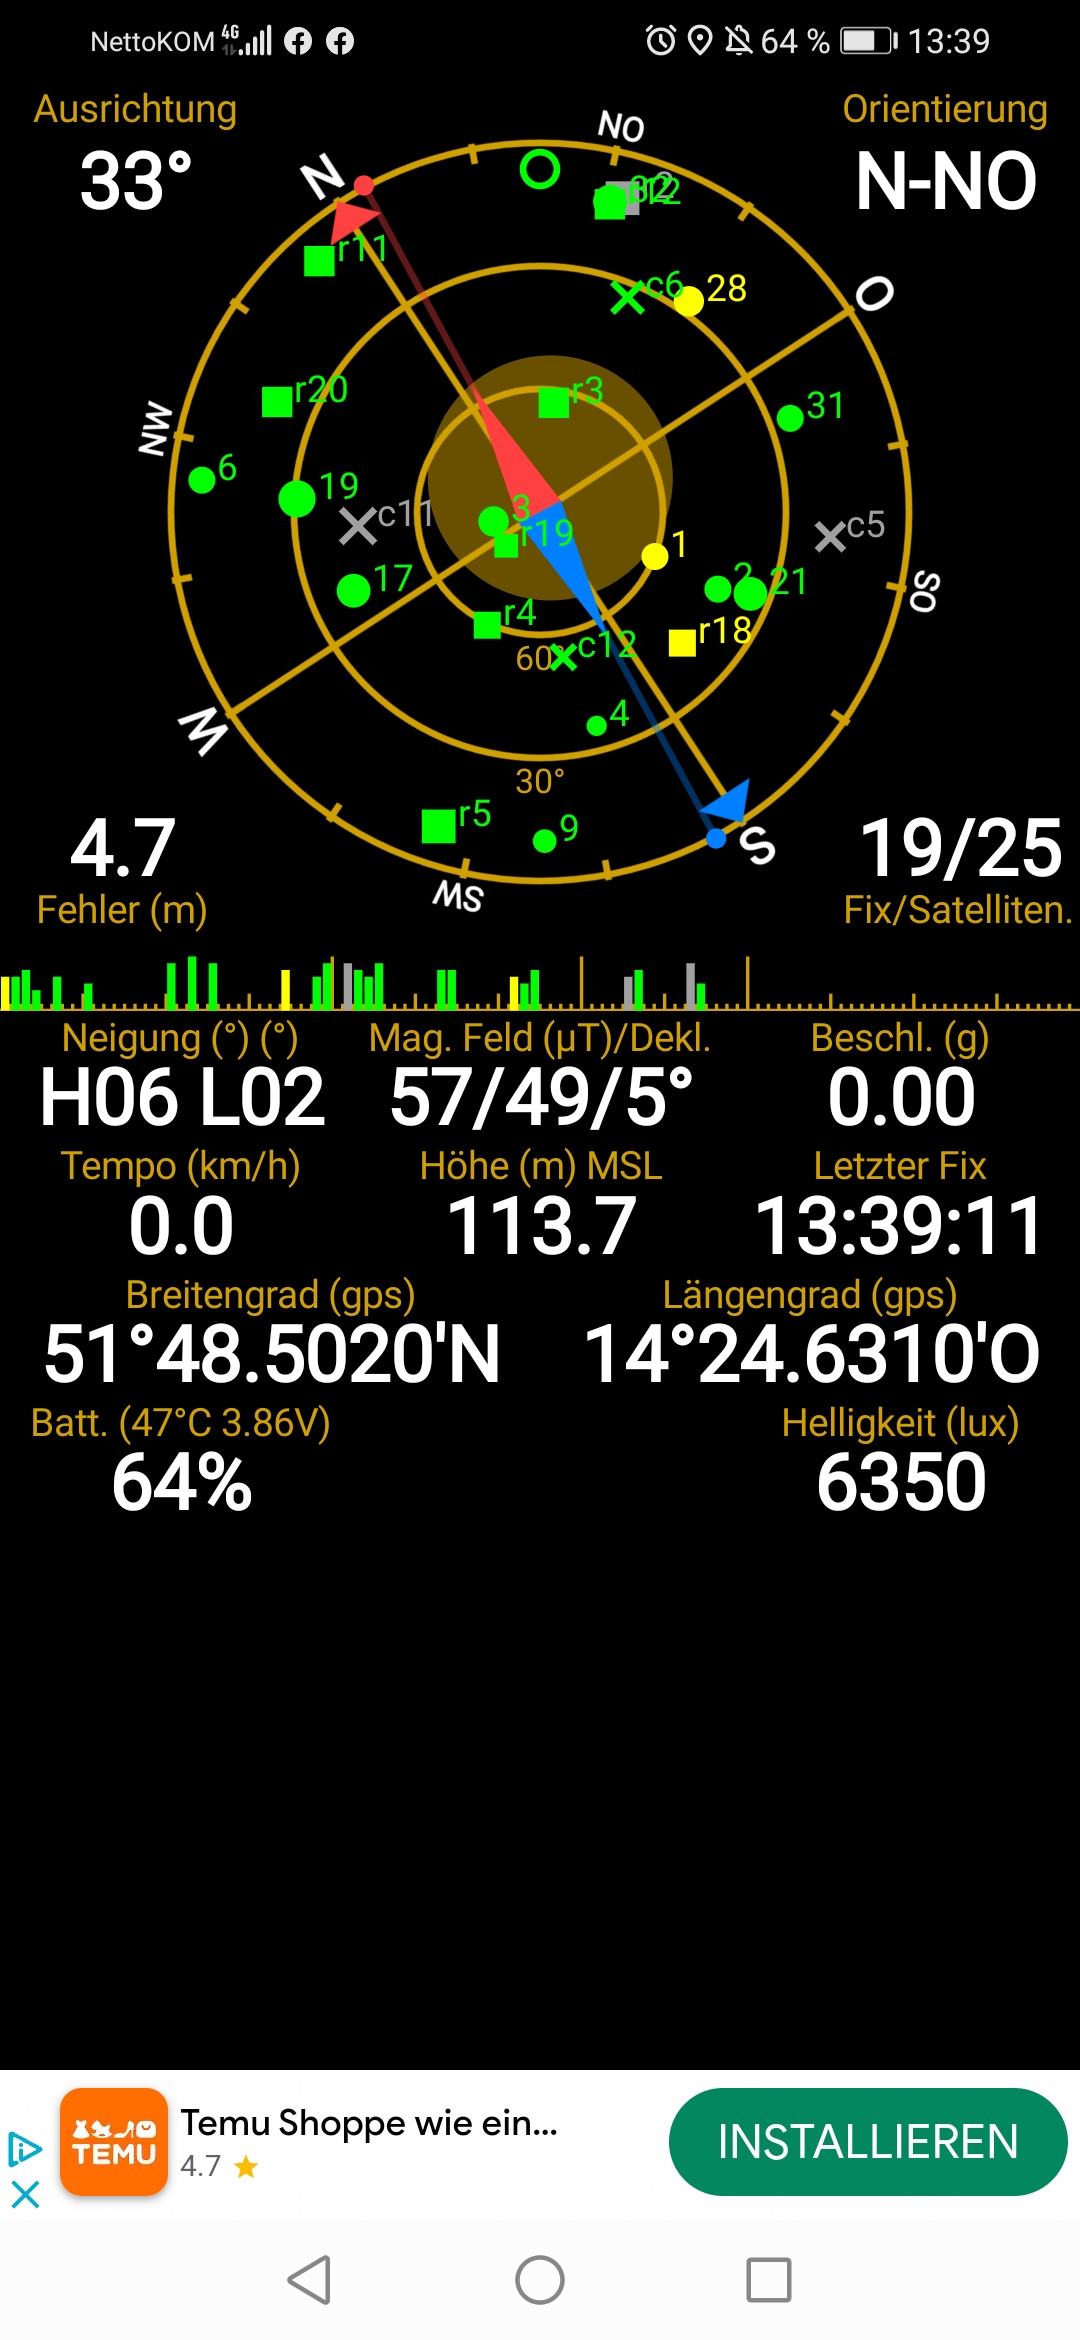 NettoKOM 4G 64 % 13:39
Ausrichtung Orientierung
33° N-NO
N NO O SO S SW W NW
r11 c6 28
r20 r3 31
6 19 c11 3 r19 c5
17 1 2 21
r4 c12 r18
60°
4
30°
r5 9
4.7 19/25
Fehler (m) Fix/Satelliten.
Neigung (°) (°) Mag. Feld (µT)/Dekl. Beschl. (g)
H06 L02 57/49/5° 0.00
Tempo (km/h) Höhe (m) MSL Letzter Fix
0.0 113.7 13:39:11
Breitengrad (gps) Längengrad (gps)
51°48.5020'N 14°24.6310'O
Batt. (47°C 3.86V) Helligkeit (lux)
64% 6350
TEMU Temu Shoppe wie ein...
4.7
INSTALLIEREN